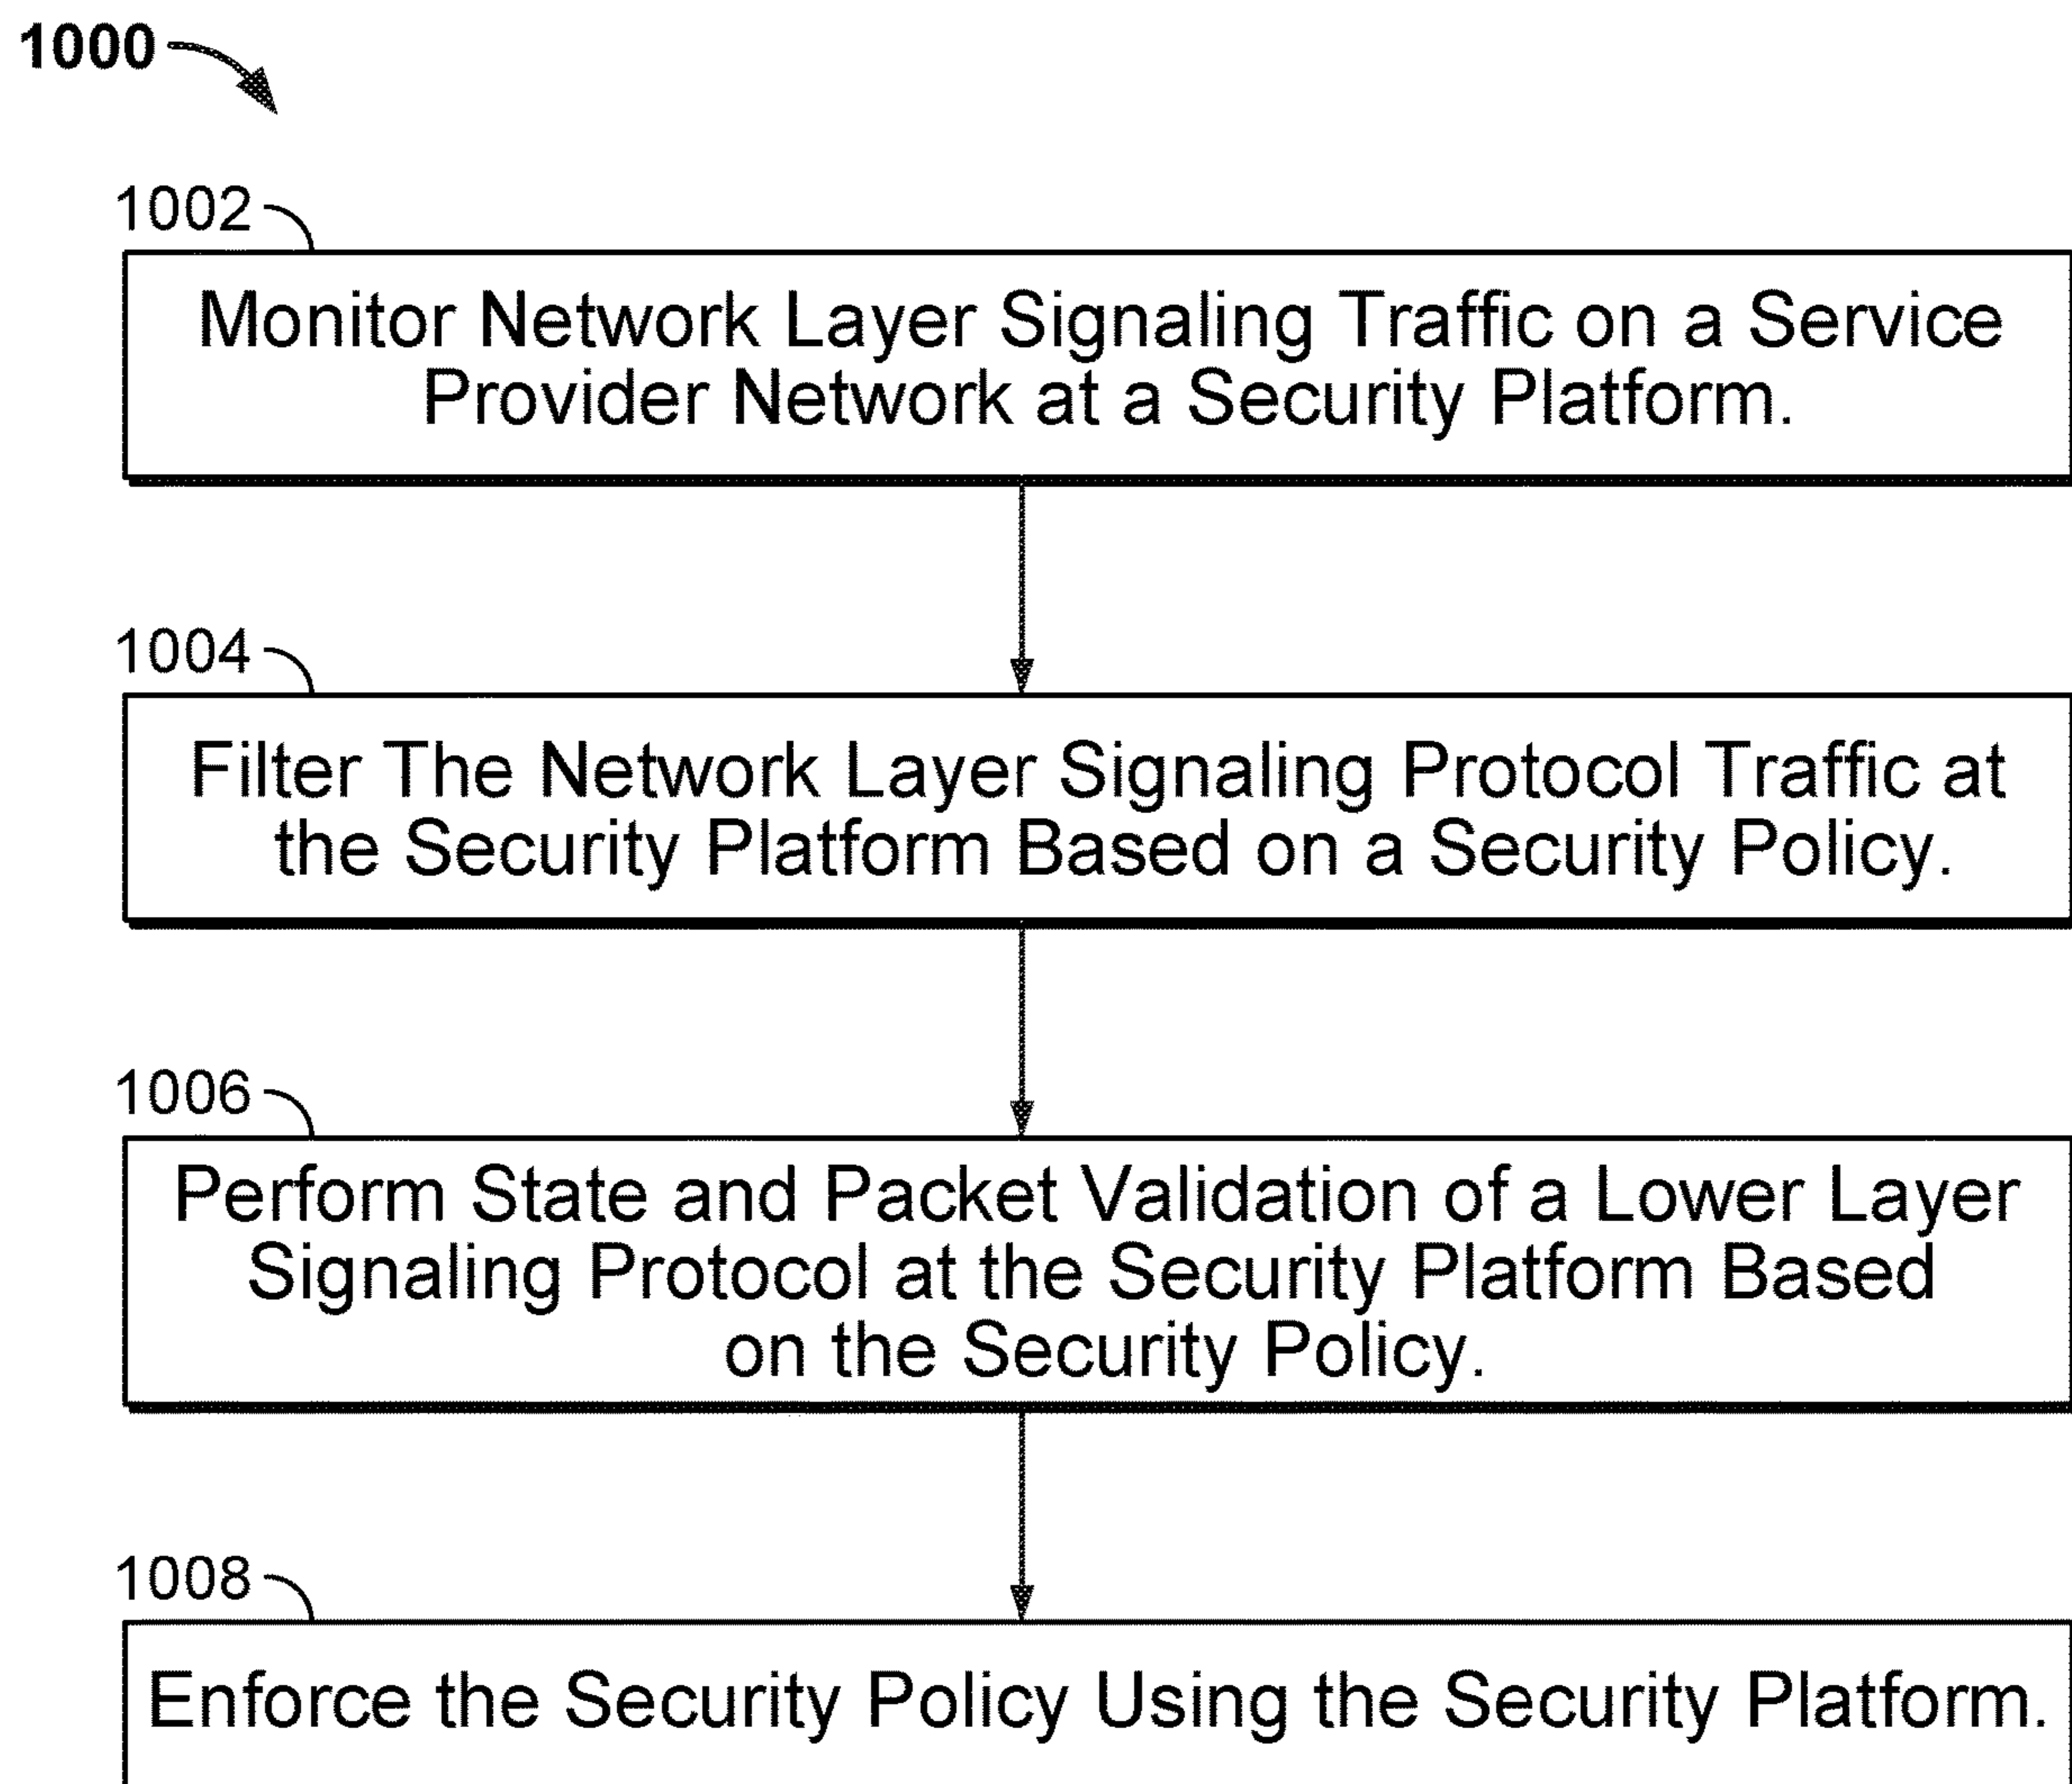 1000
1002
Monitor Network Layer Signaling Traffic on a Service
Provider Network at a Security Platform.
1004
Filter The Network Layer Signaling Protocol Traffic at
the Security Platform Based on a Security Policy.
1006
Perform State and Packet Validation of a Lower Layer
Signaling Protocol at the Security Platform Based
on the Security Policy.
1008
Enforce the Security Policy Using the Security Platform.